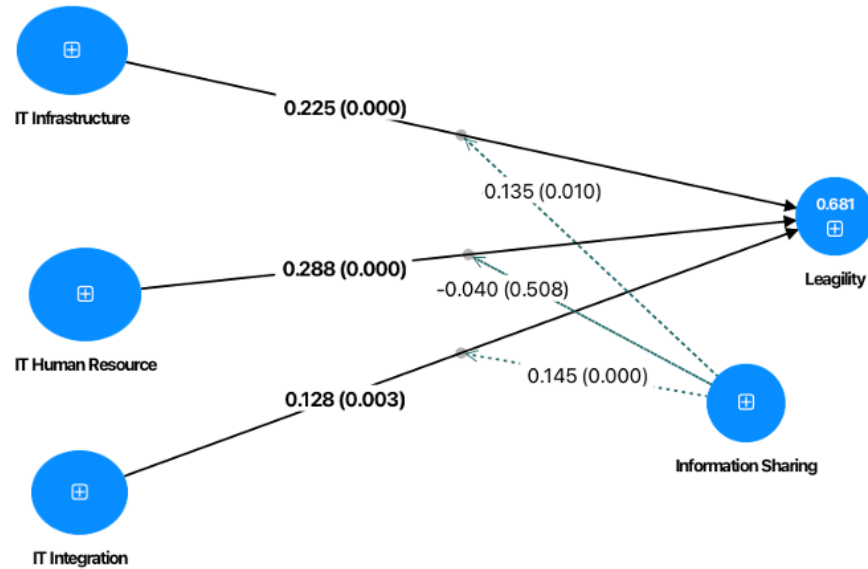 IT Infrastructure
0.225 (0.000)
0.135 (0.010)
0.681
Leagility
IT Human Resource
0.288 (0.000)
-0.040 (0.508)
0.128 (0.003)
0.145 (0.000)
Information Sharing
IT Integration